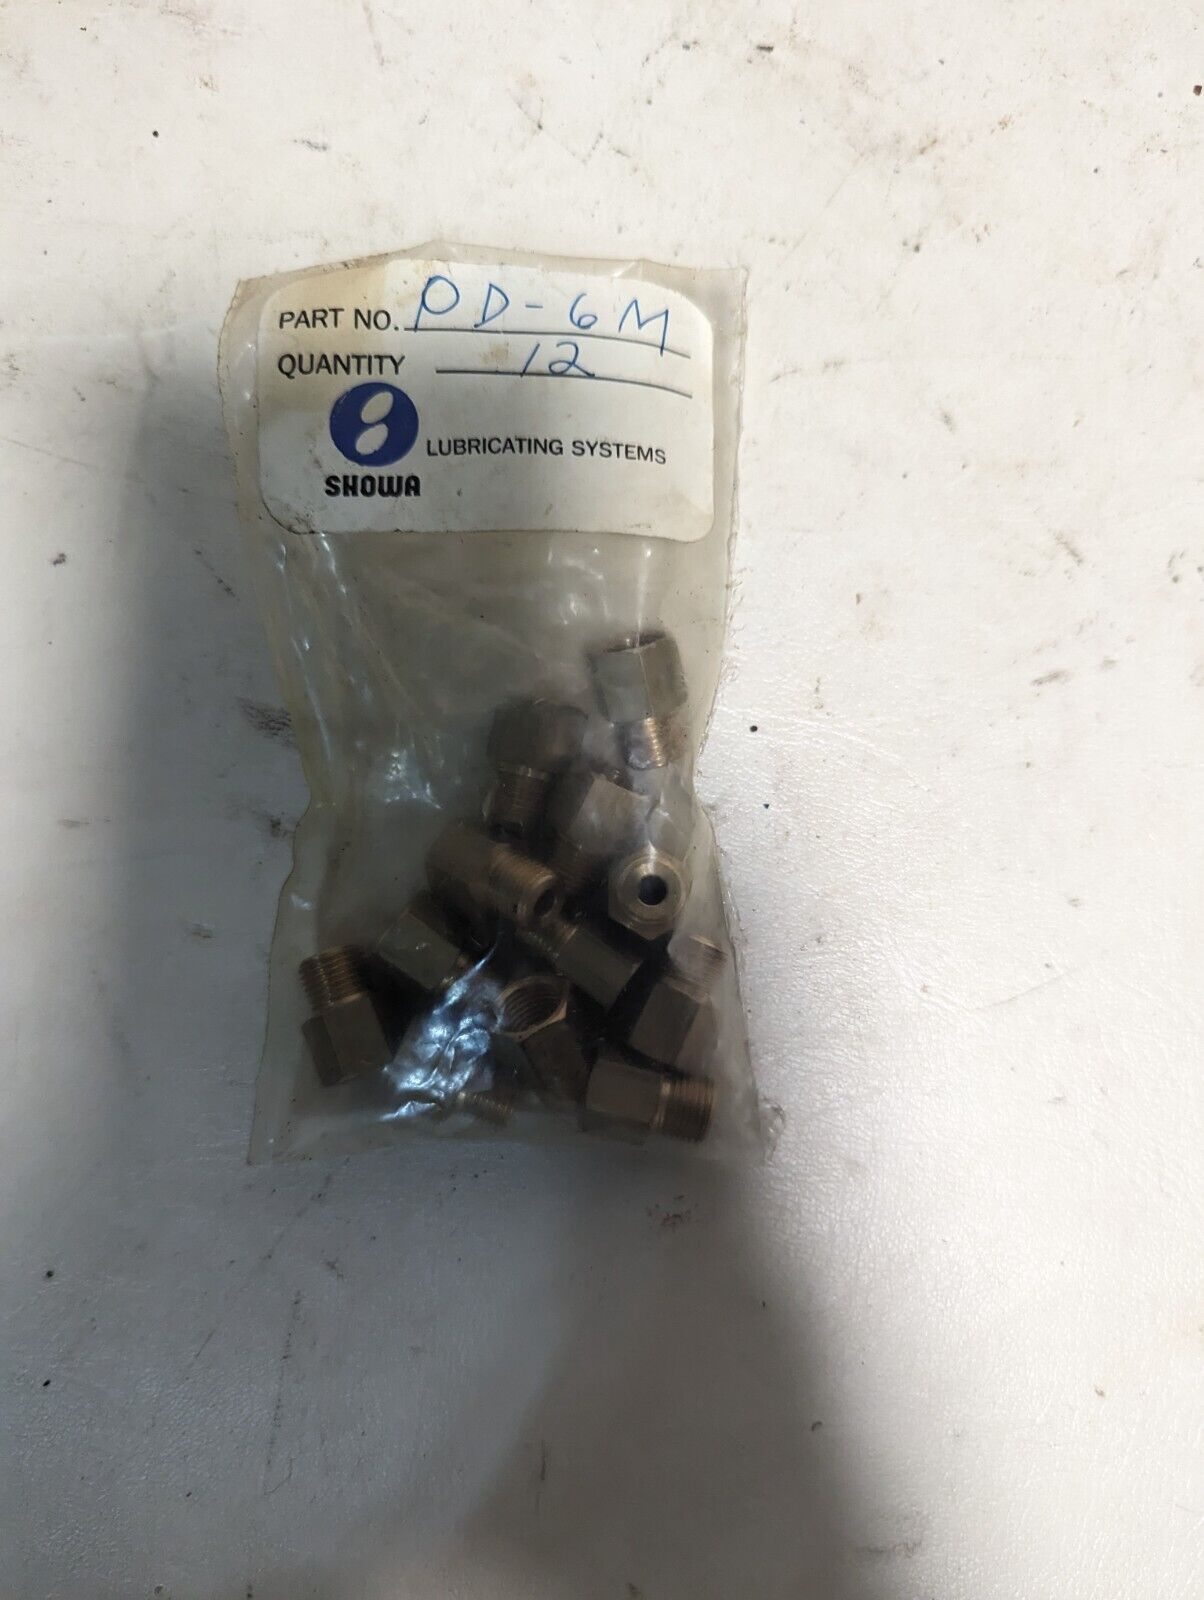 PART NO. PD-6M
QUANTITY 12
LUBRICATING SYSTEMS
SHOWA